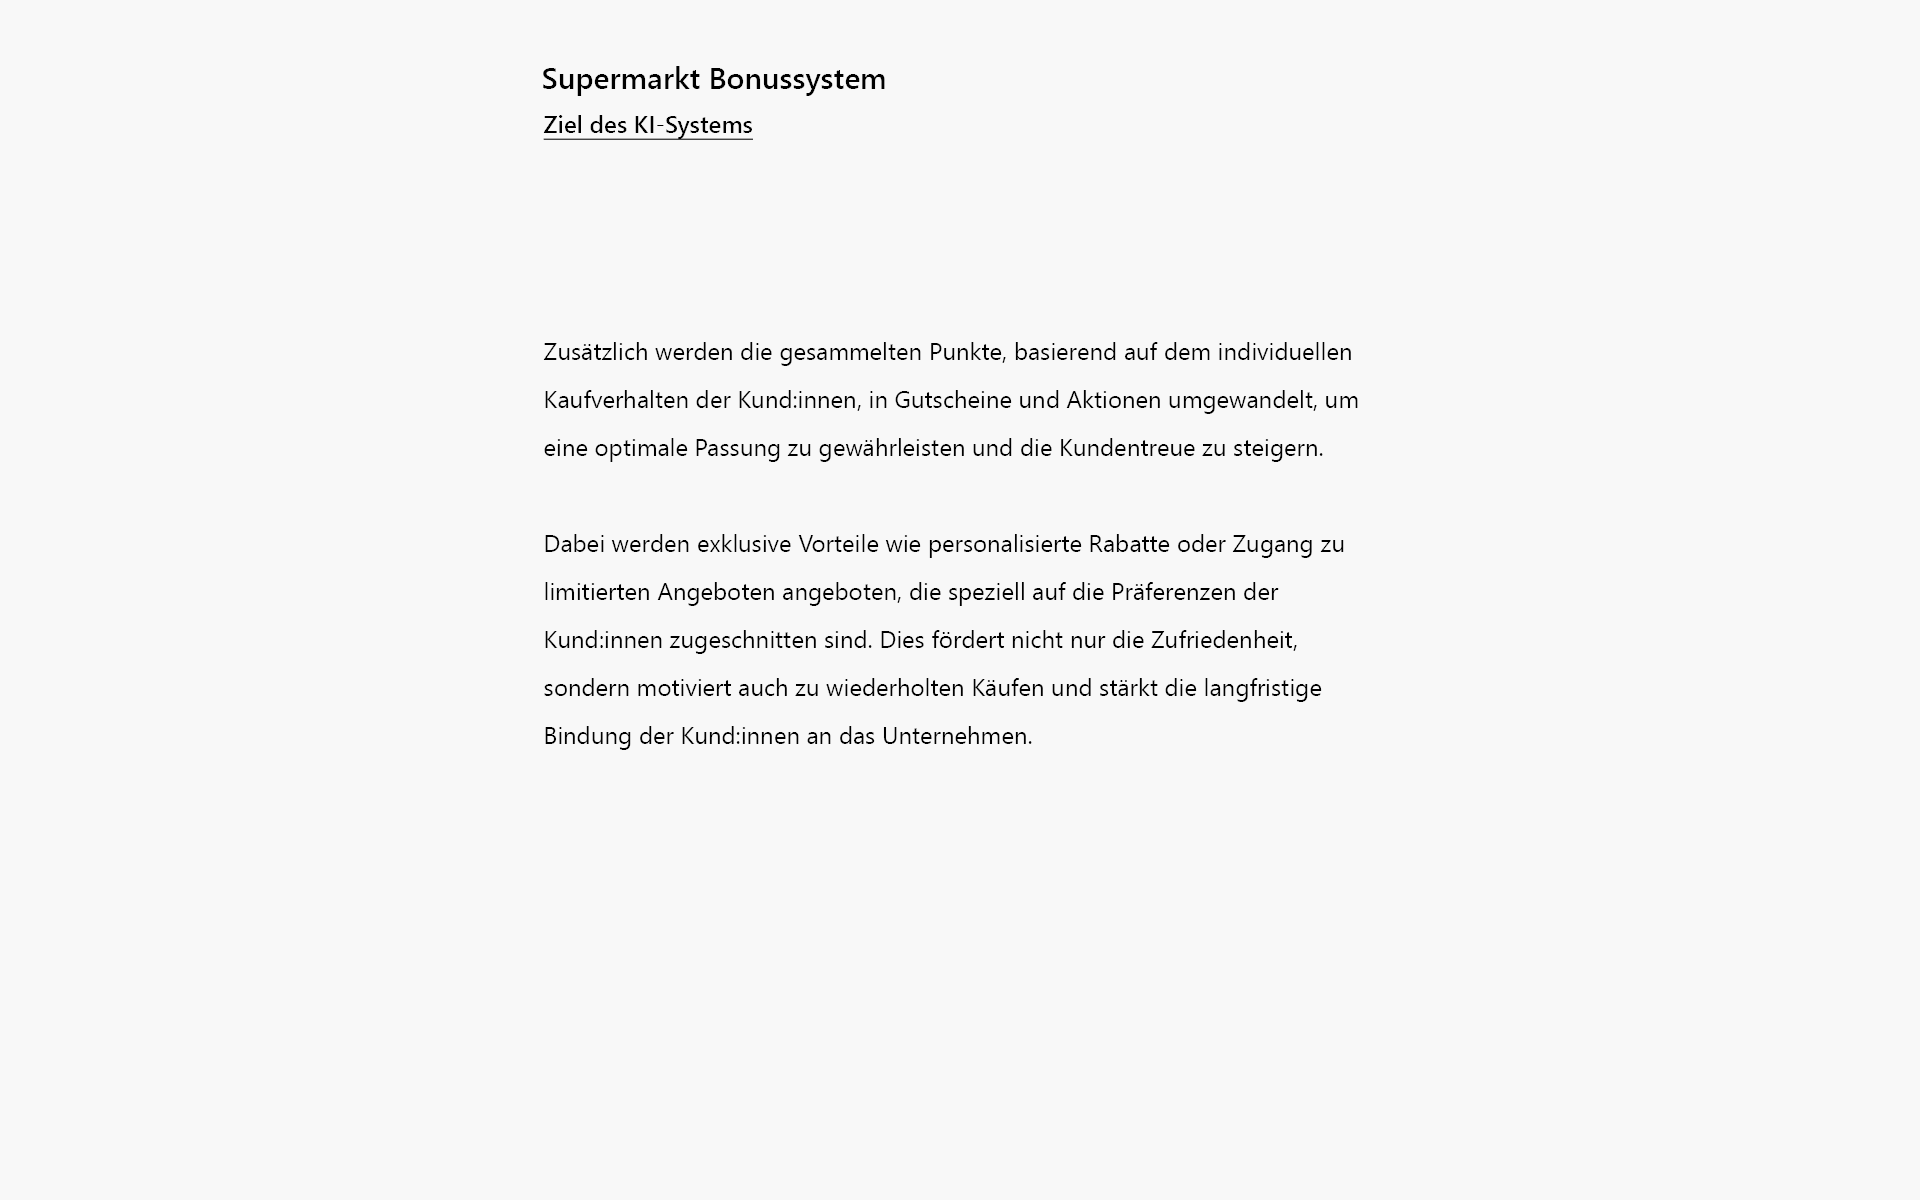 Supermarkt Bonussystem
Ziel des KI-Systems
Zusätzlich werden die gesammelten Punkte, basierend auf dem individuellen
Kaufverhalten der Kund:innen, in Gutscheine und Aktionen umgewandelt, um
eine optimale Passung zu gewährleisten und die Kundentreue zu steigern.
Dabei werden exklusive Vorteile wie personalisierte Rabatte oder Zugang zu
limitierten Angeboten angeboten, die speziell auf die Präferenzen der
Kund:innen zugeschnitten sind. Dies fördert nicht nur die Zufriedenheit,
sondern motiviert auch zu wiederholten Käufen und stärkt die langfristige
Bindung der Kund:innen an das Unternehmen.